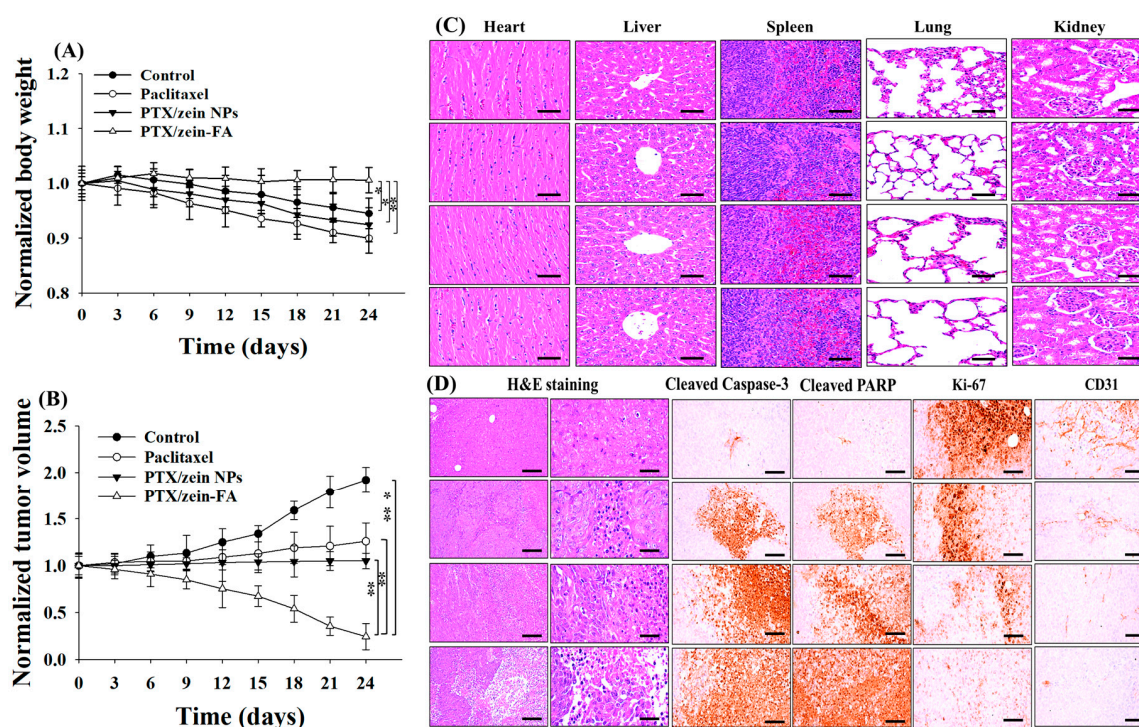 (A)
Normalized body weight
1.2
1.1
1.0
0.9
0.8
Control
Paclitaxel
PTX/zein NPs
PTX/zein-FA
*
*
**
0 3 6 9 12 15 18 21 24
Time (days)
(B)
Normalized tumor volume
2.5
2.0
1.5
1.0
0.5
0.0
Control
Paclitaxel
PTX/zein NPs
PTX/zein-FA
***
**
**
0 3 6 9 12 15 18 21 24
Time (days)
(C)
Heart Liver Spleen Lung Kidney
(D)
H&E staining Cleaved Caspase-3 Cleaved PARP Ki-67 CD31